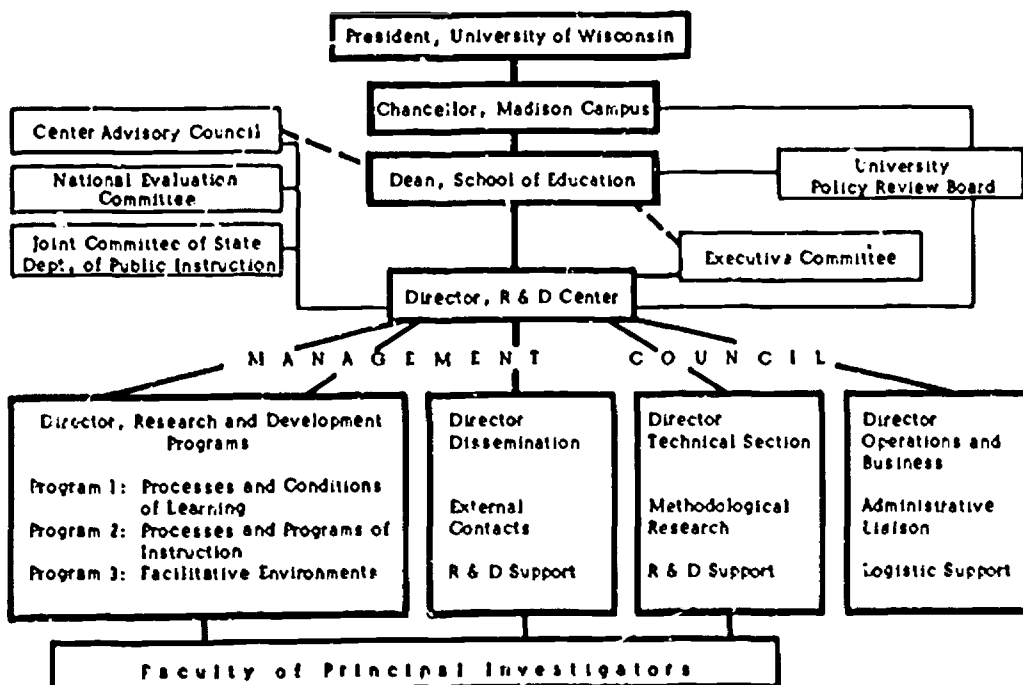 President, University of Wisconsin
Chancellor, Madison Campus
Center Advisory Council
National Evaluation
Committee
Joint Committee of State
Dept. of Public Instruction
Dean, School of Education
University
Policy Review Board
Executive Committee
Director, R & D Center
MANAGEMENT COUNCIL
Director, Research and Development
Programs
Program 1: Processes and Conditions
of Learning
Program 2: Processes and Programs of
Instruction
Program 3: Facilitative Environments
Director
Dissemination
External
Contacts
R & D Support
Director
Technical Section
Methodological
Research
R & D Support
Director
Operations and
Business
Administrative
Liaison
Logistic Support
Faculty of Principal Investigators